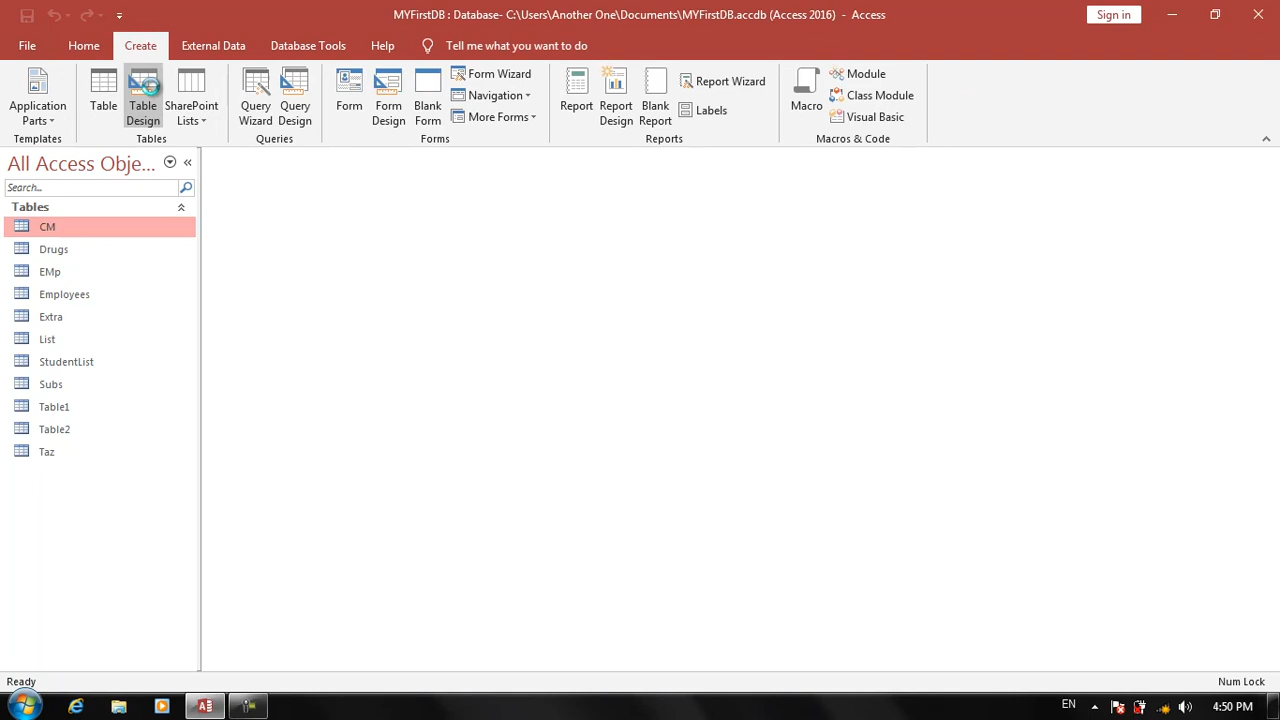 MYFirstDB : Database- C:\Users\Another One\Documents\MYFirstDB.accdb (Access 2016) - Access
Sign in
File Home Create External Data Database Tools Help Tell me what you want to do
Application Parts
Table
Table Design
SharePoint Lists
Query Wizard
Query Design
Form
Form Design
Blank Form
Form Wizard
Navigation
More Forms
Report
Report Design
Blank Report
Report Wizard
Labels
Macro
Module
Class Module
Visual Basic
Templates Tables Queries Forms Reports Macros & Code
All Access Obje...
Search...
Tables
CM
Drugs
EMp
Employees
Extra
List
StudentList
Subs
Table1
Table2
Taz
Ready
Num Lock
EN
4:50 PM